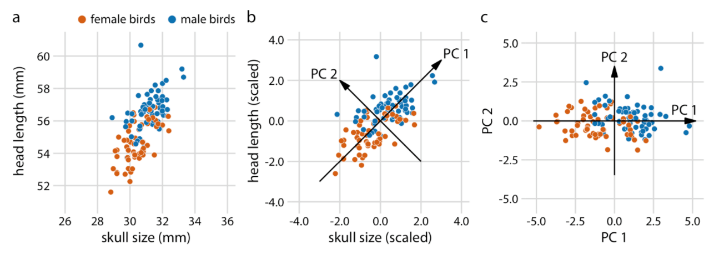 a
female birds
male birds
60
58
56
54
52
head length (mm)
26
28
30
32
34
36
skull size (mm)
b
4.0
2.0
0.0
-2.0
-4.0
head length (scaled)
PC 2
PC 1
-4.0
-2.0
0.0
2.0
4.0
skull size (scaled)
c
5.0
2.5
0.0
-2.5
-5.0
PC 2
PC 2
PC 1
-5.0
-2.5
0.0
2.5
5.0
PC 1